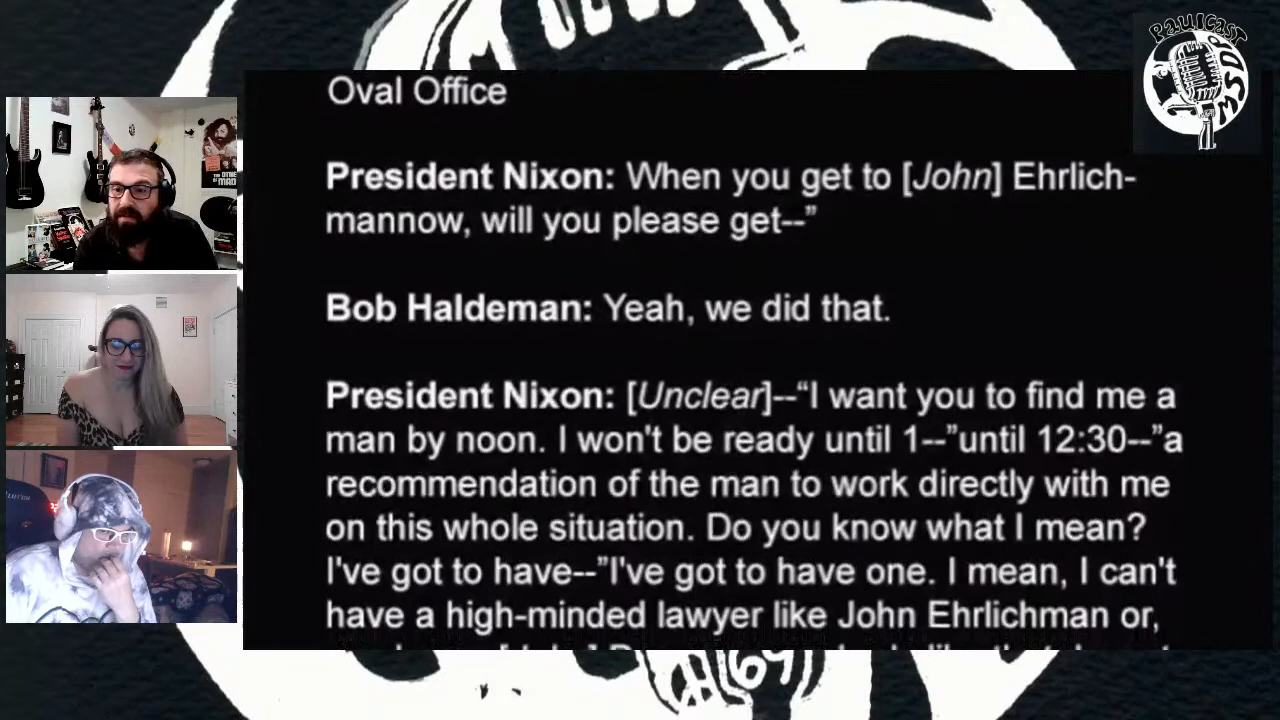 Paulcast
MSDP
Oval Office
President Nixon: When you get to [John] Ehrlich-
mannow, will you please get--”
Bob Haldeman: Yeah, we did that.
President Nixon: [Unclear]--“I want you to find me a
man by noon. I won't be ready until 1--”until 12:30--”a
recommendation of the man to work directly with me
on this whole situation. Do you know what I mean?
I've got to have--”I've got to have one. I mean, I can't
have a high-minded lawyer like John Ehrlichman or,